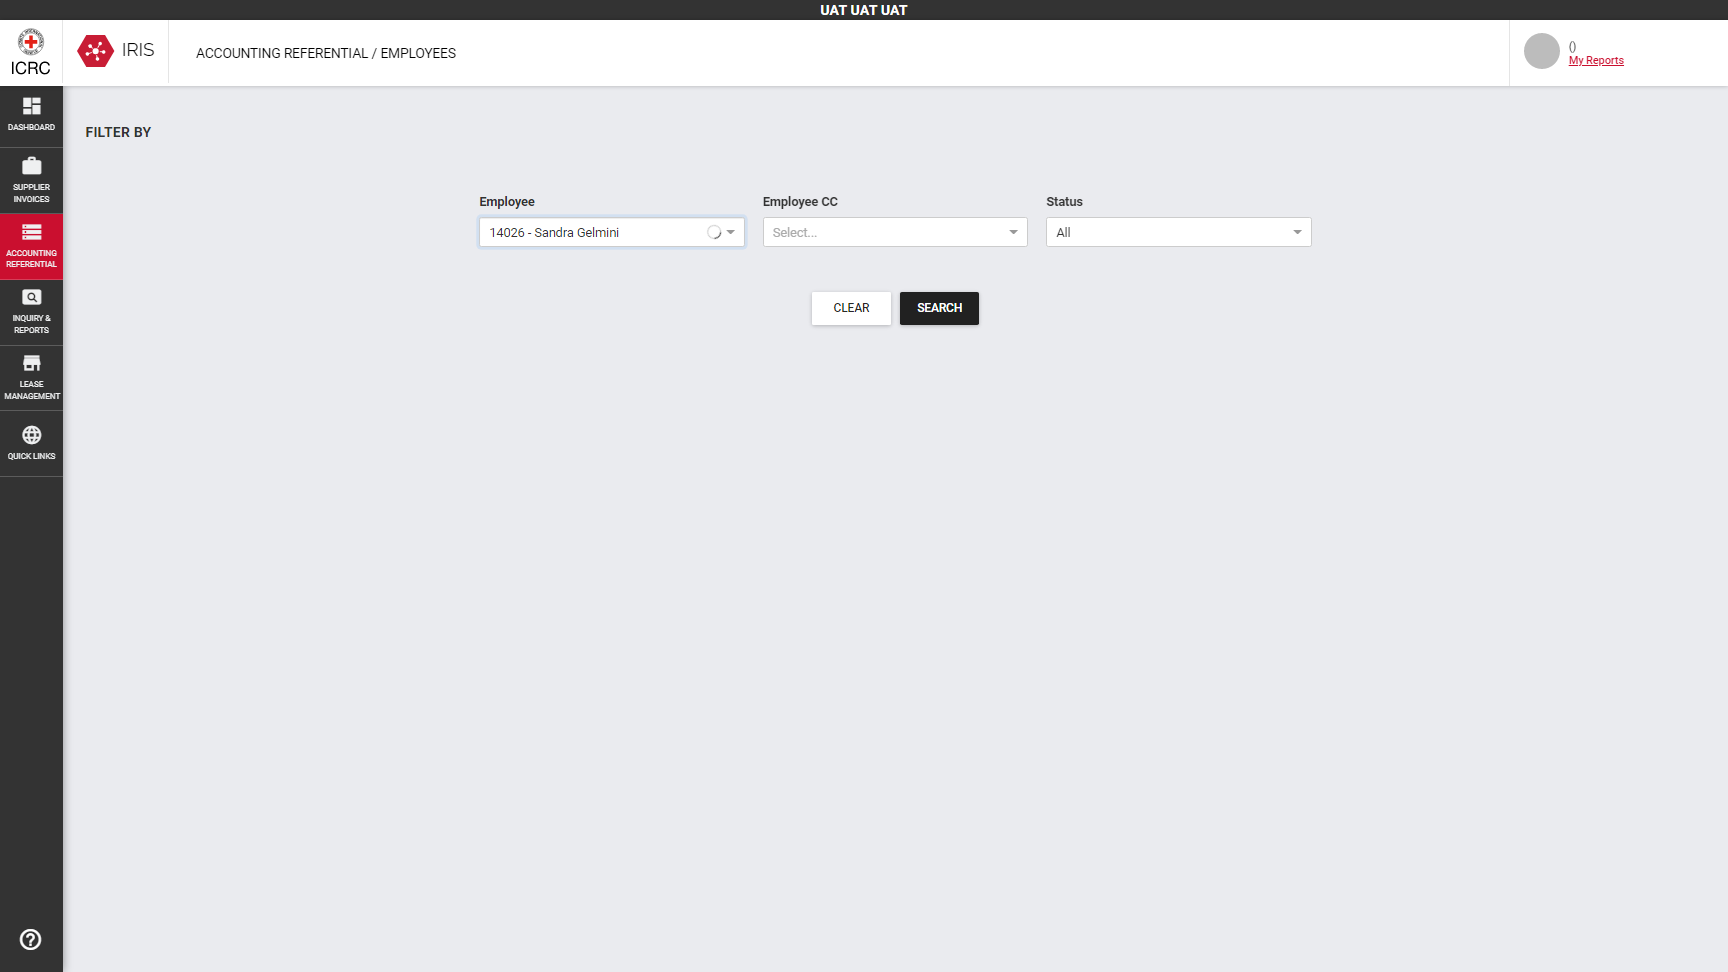 UAT UAT UAT
ICRC
IRIS
ACCOUNTING REFERENTIAL / EMPLOYEES
()
My Reports
DASHBOARD
SUPPLIER
INVOICES
ACCOUNTING
REFERENTIAL
INQUIRY &
REPORTS
LEASE
MANAGEMENT
QUICK LINKS
FILTER BY
Employee
14026 - Sandra Gelmini
Employee CC
Select...
Status
All
CLEAR
SEARCH